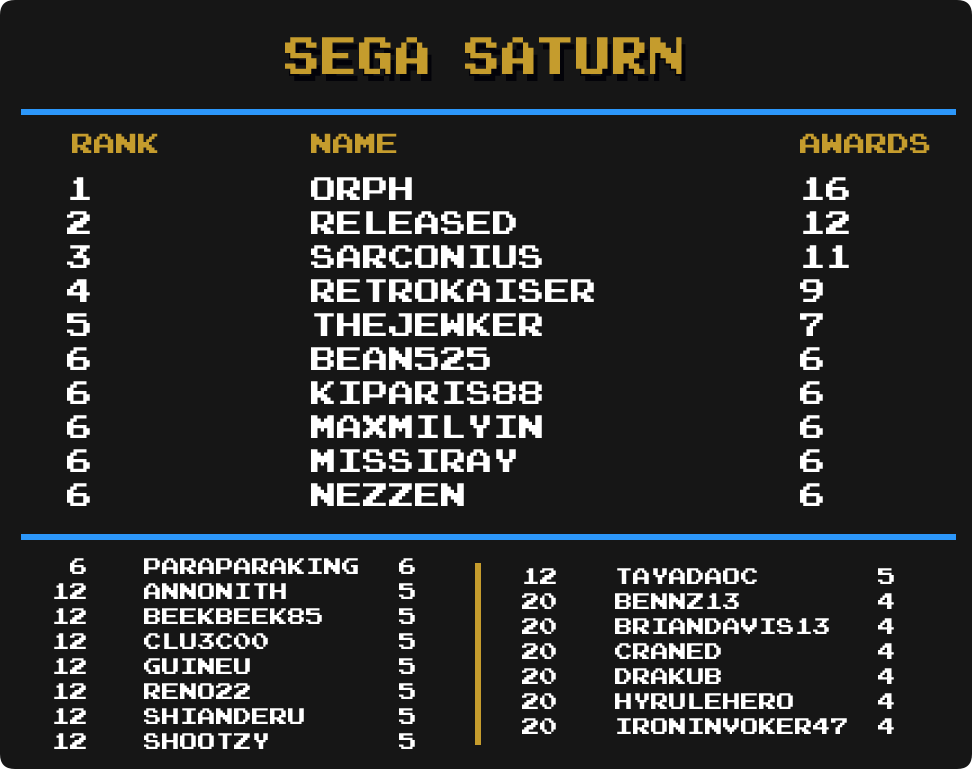 SEGA SATURN
RANK NAME AWARDS
1 ORPH 16
2 RELEASED 12
3 SARCONIUS 11
4 RETROKAISER 9
5 THEJEWKER 7
6 BEAN525 6
6 KIPARIS88 6
6 MAXMILYIN 6
6 MISSIRAY 6
6 NEZZEN 6
6 PARAPARAKING 6
12 ANNONITH 5
12 BEEKBEEK85 5
12 CLU3C00 5
12 GUINEU 5
12 RENO22 5
12 SHIANDERU 5
12 SHOOTZY 5
12 TAYADAOC 5
20 BENNZ13 4
20 BRIANDAVIS13 4
20 CRANED 4
20 DRAKUB 4
20 HYRULEHERO 4
20 IRONINVOKER47 4